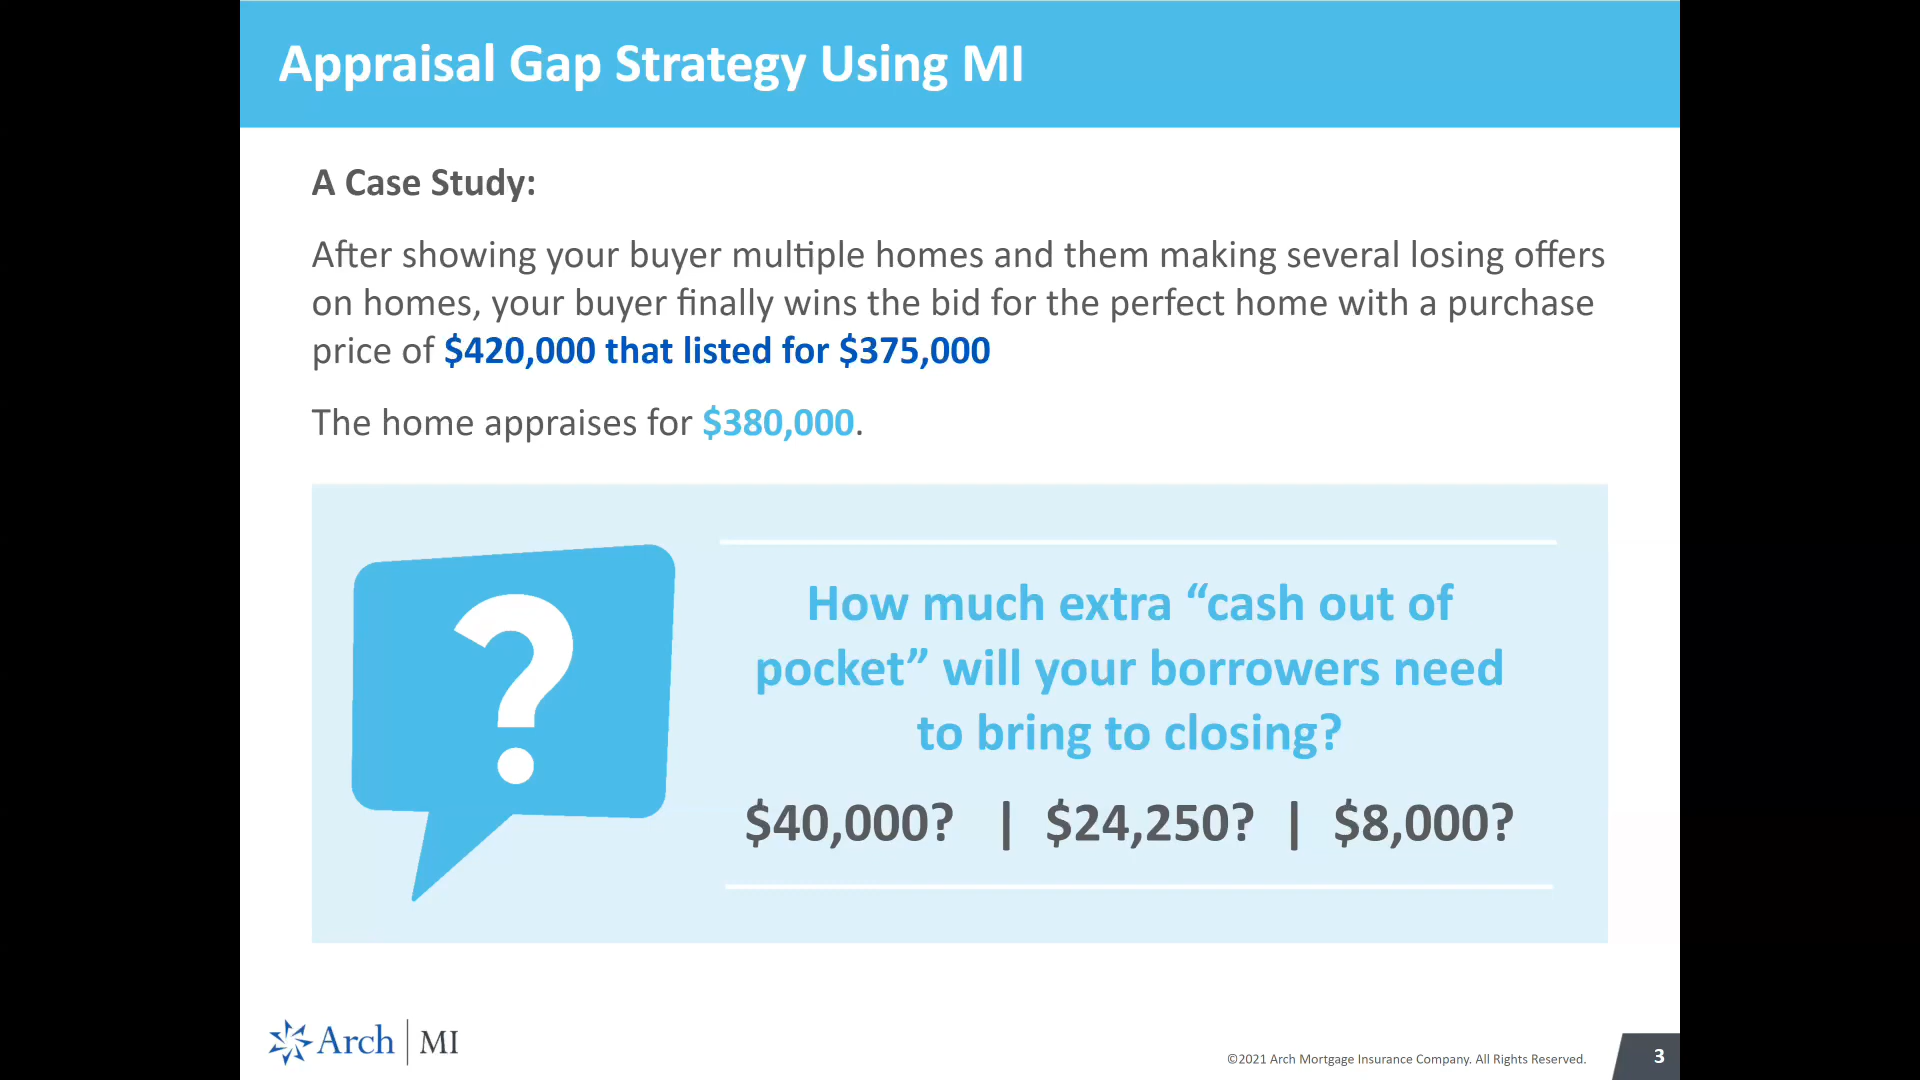 Appraisal Gap Strategy Using MI
A Case Study:
After showing your buyer multiple homes and them making several losing offers
on homes, your buyer finally wins the bid for the perfect home with a purchase
price of $420,000 that listed for $375,000
The home appraises for $380,000.
?
How much extra “cash out of
pocket” will your borrowers need
to bring to closing?
$40,000? | $24,250? | $8,000?
Arch | MI
©2021 Arch Mortgage Insurance Company. All Rights Reserved.
3